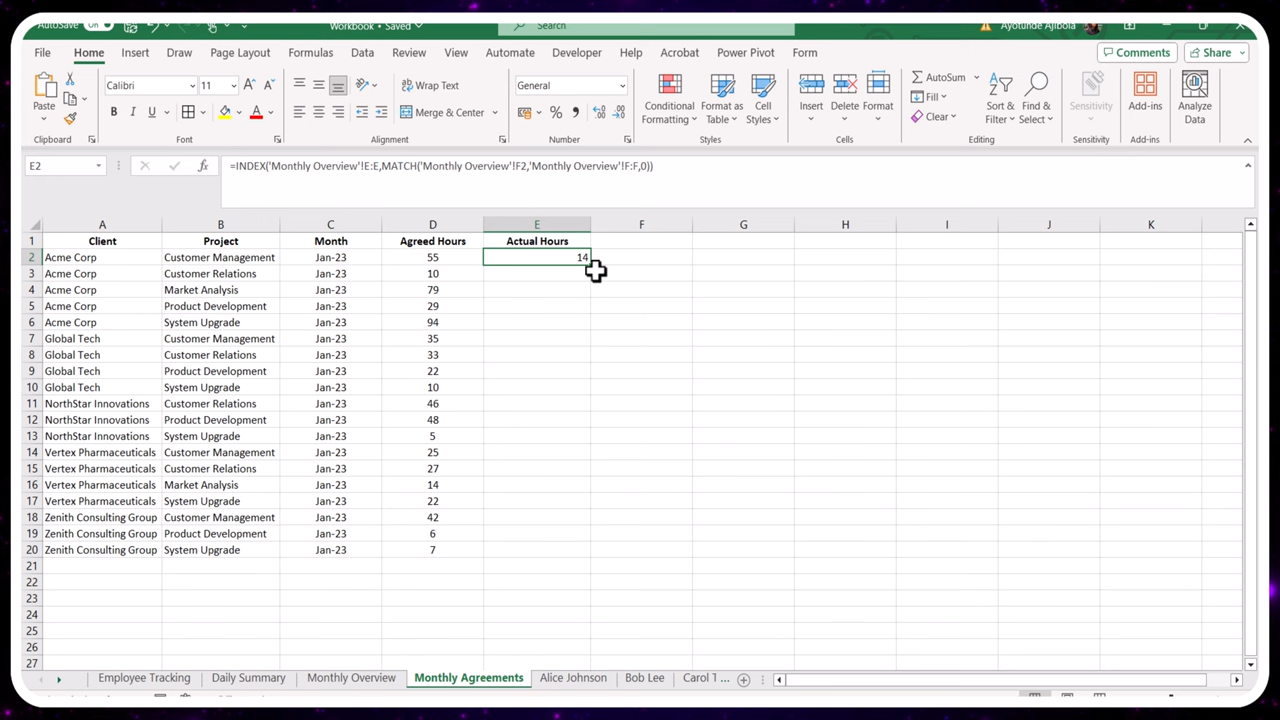 AutoSave On Workbook • Saved Search Ayotunde Ajibola
File Home Insert Draw Page Layout Formulas Data Review View Automate Developer Help Acrobat Power Pivot Form Comments Share
Paste Calibri 11 A A Wrap Text General Conditional Formatting Format as Table Cell Styles Insert Delete Format AutoSum Fill Clear Sort & Filter Find & Select Sensitivity Add-ins Analyze Data
B I U A Merge & Center % ,
Clipboard Font Alignment Number Styles Cells Editing Sensitivity Add-ins
E2 fx =INDEX('Monthly Overview'!E:E,MATCH('Monthly Overview'!F2,'Monthly Overview'!F:F,0))
A B C D E F G H I J K
1 Client Project Month Agreed Hours Actual Hours
2 Acme Corp Customer Management Jan-23 55 14
3 Acme Corp Customer Relations Jan-23 10
4 Acme Corp Market Analysis Jan-23 79
5 Acme Corp Product Development Jan-23 29
6 Acme Corp System Upgrade Jan-23 94
7 Global Tech Customer Management Jan-23 35
8 Global Tech Customer Relations Jan-23 33
9 Global Tech Product Development Jan-23 22
10 Global Tech System Upgrade Jan-23 10
11 NorthStar Innovations Customer Relations Jan-23 46
12 NorthStar Innovations Product Development Jan-23 48
13 NorthStar Innovations System Upgrade Jan-23 5
14 Vertex Pharmaceuticals Customer Management Jan-23 25
15 Vertex Pharmaceuticals Customer Relations Jan-23 27
16 Vertex Pharmaceuticals Market Analysis Jan-23 14
17 Vertex Pharmaceuticals System Upgrade Jan-23 22
18 Zenith Consulting Group Customer Management Jan-23 42
19 Zenith Consulting Group Product Development Jan-23 6
20 Zenith Consulting Group System Upgrade Jan-23 7
21
22
23
24
25
26
27
Employee Tracking Daily Summary Monthly Overview Monthly Agreements Alice Johnson Bob Lee Carol T ...